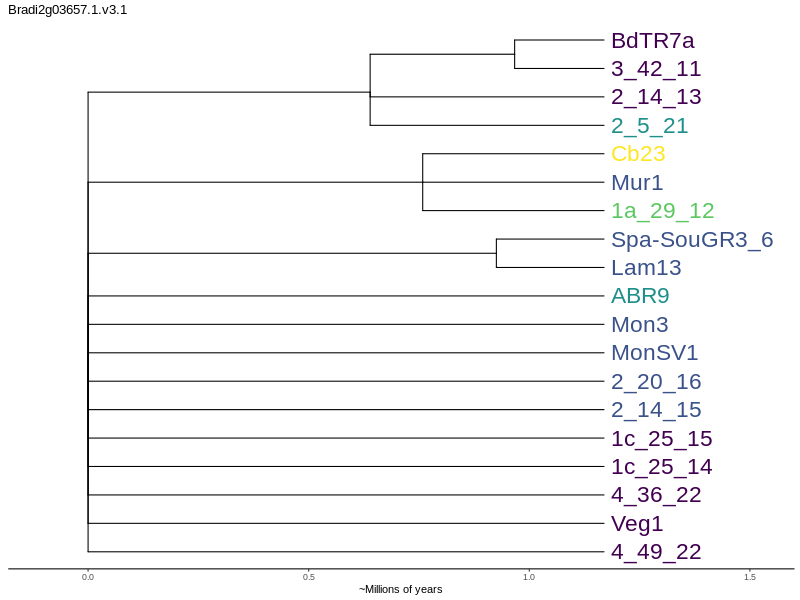 Bradi2g03657.1.v3.1
BdTR7a
3_42_11
2_14_13
2_5_21
Cb23
Mur1
1a_29_12
Spa-SouGR3_6
Lam13
ABR9
Mon3
MonSV1
2_20_16
2_14_15
1c_25_15
1c_25_14
4_36_22
Veg1
4_49_22
0.0 0.5 1.0 1.5
~Millions of years